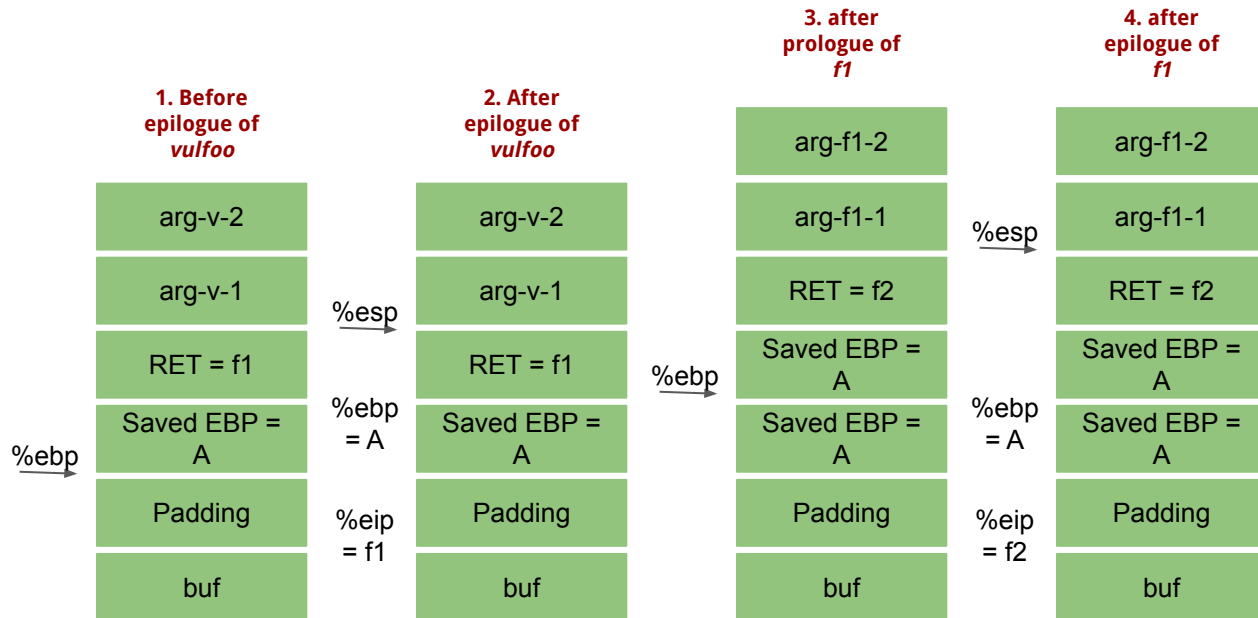 1. Before
epilogue of
vulfoo
arg-v-2
arg-v-1
RET = f1
Saved EBP =
A
Padding
buf
%ebp
2. After
epilogue of
vulfoo
%esp
%ebp
= A
%eip
= f1
arg-v-2
arg-v-1
RET = f1
Saved EBP =
A
Padding
buf
3. after
prologue of
f1
%ebp
arg-f1-2
arg-f1-1
RET = f2
Saved EBP =
A
Saved EBP =
A
Padding
buf
4. after
epilogue of
f1
%esp
%ebp
= A
%eip
= f2
arg-f1-2
arg-f1-1
RET = f2
Saved EBP =
A
Saved EBP =
A
Padding
buf